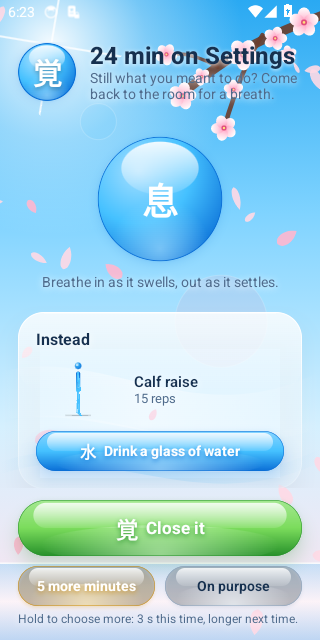 6:23
覚
24 min on Settings
Still what you meant to do? Come
back to the room for a breath.
息
Breathe in as it swells, out as it settles.
Instead
Calf raise
15 reps
水 Drink a glass of water
覚 Close it
5 more minutes
On purpose
Hold to choose more: 3 s this time, longer next time.